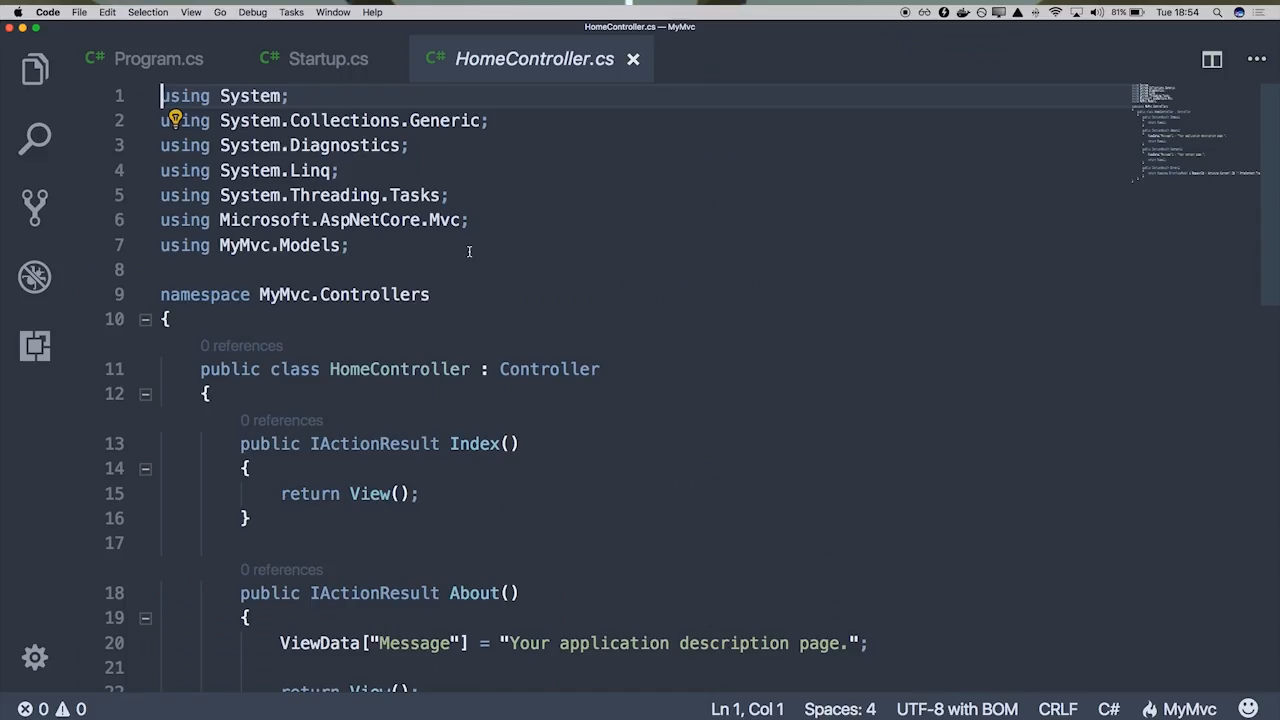 Code File Edit Selection View Go Debug Tasks Window Help 81% Tue 18:54
HomeController.cs — MyMvc
C# Program.cs C# Startup.cs C# HomeController.cs
1 using System;
2 using System.Collections.Generic;
3 using System.Diagnostics;
4 using System.Linq;
5 using System.Threading.Tasks;
6 using Microsoft.AspNetCore.Mvc;
7 using MyMvc.Models;
8
9 namespace MyMvc.Controllers
10 {
0 references
11 public class HomeController : Controller
12 {
0 references
13 public IActionResult Index()
14 {
15 return View();
16 }
17
0 references
18 public IActionResult About()
19 {
20 ViewData["Message"] = "Your application description page.";
21
22 return View();
0 0 Ln 1, Col 1 Spaces: 4 UTF-8 with BOM CRLF C# MyMvc